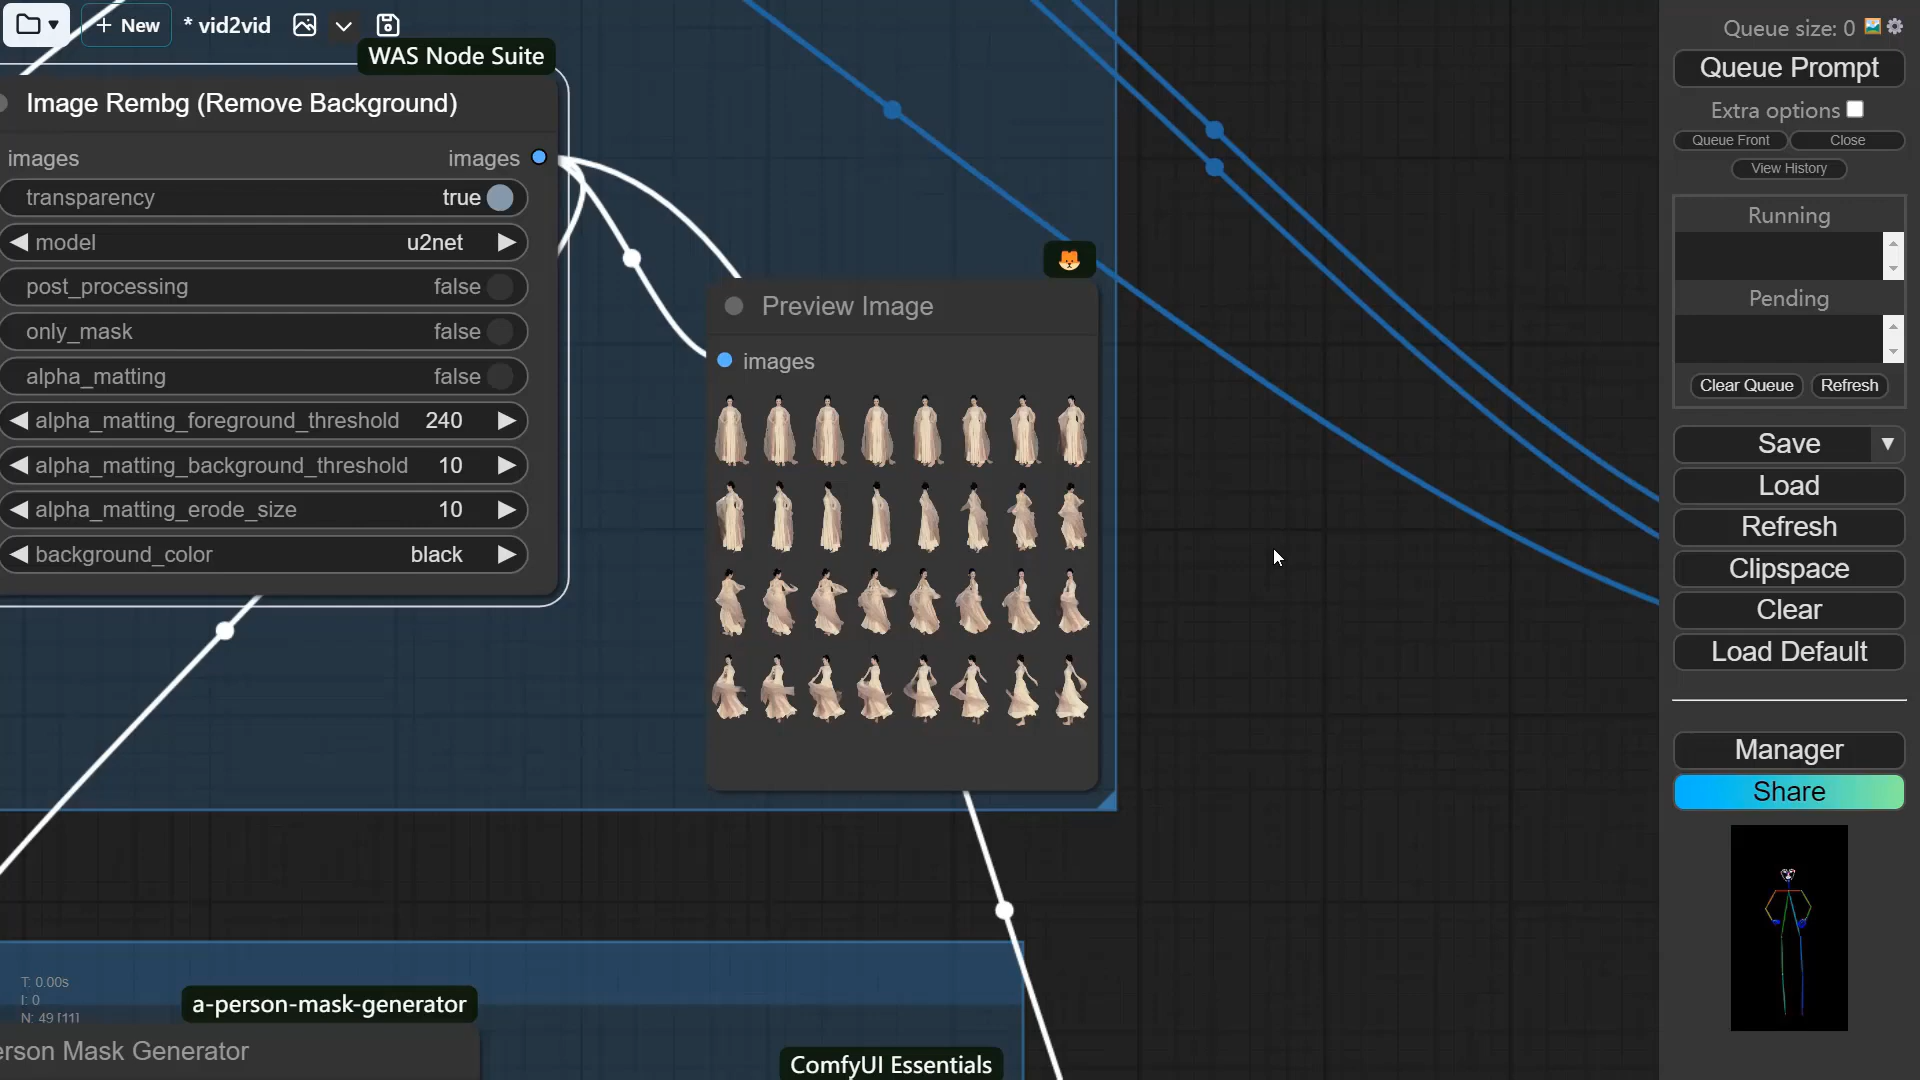 + New
* vid2vid
WAS Node Suite
Image Rembg (Remove Background)
images
images
transparency
true
model
u2net
post_processing
false
only_mask
false
alpha_matting
false
alpha_matting_foreground_threshold
240
alpha_matting_background_threshold
10
alpha_matting_erode_size
10
background_color
black
Preview Image
images
T: 0.00s
I: 0
N: 49 [11]
a-person-mask-generator
erson Mask Generator
ComfyUI Essentials
Queue size: 0
Queue Prompt
Extra options
Queue Front
Close
View History
Running
Pending
Clear Queue
Refresh
Save
Load
Refresh
Clipspace
Clear
Load Default
Manager
Share